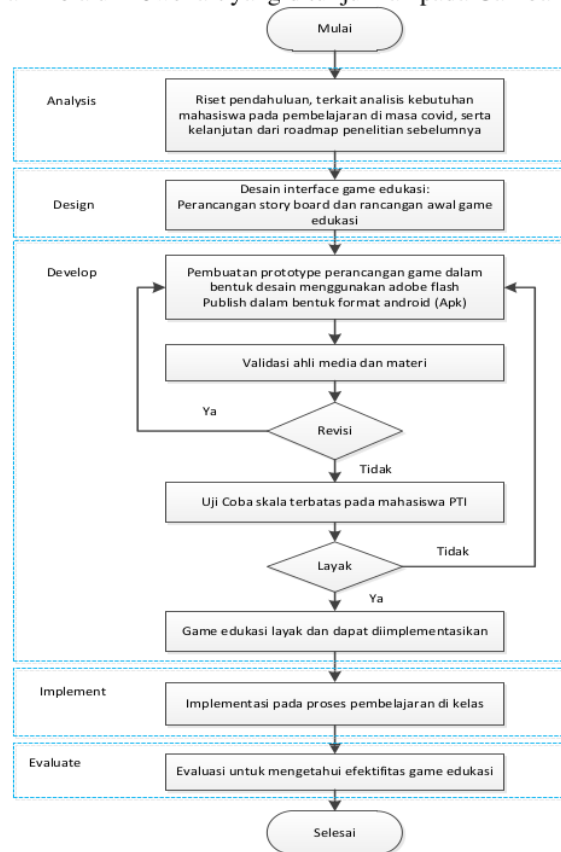 Mulai
Analysis
Riset pendahuluan, terkait analisis kebutuhan
mahasiswa pada pembelajaran di masa covid, serta
kelanjutan dari roadmap penelitian sebelumnya
Design
Desain interface game edukasi:
Perancangan story board dan rancangan awal game
edukasi
Develop
Pembuatan prototype perancangan game dalam
bentuk desain menggunakan adobe flash
Publish dalam bentuk format android (Apk)
Validasi ahli media dan materi
Ya
Revisi
Tidak
Uji Coba skala terbatas pada mahasiswa PTI
Layak
Tidak
Ya
Game edukasi layak dan dapat diimplementasikan
Implement
Implementasi pada proses pembelajaran di kelas
Evaluate
Evaluasi untuk mengetahui efektifitas game edukasi
Selesai